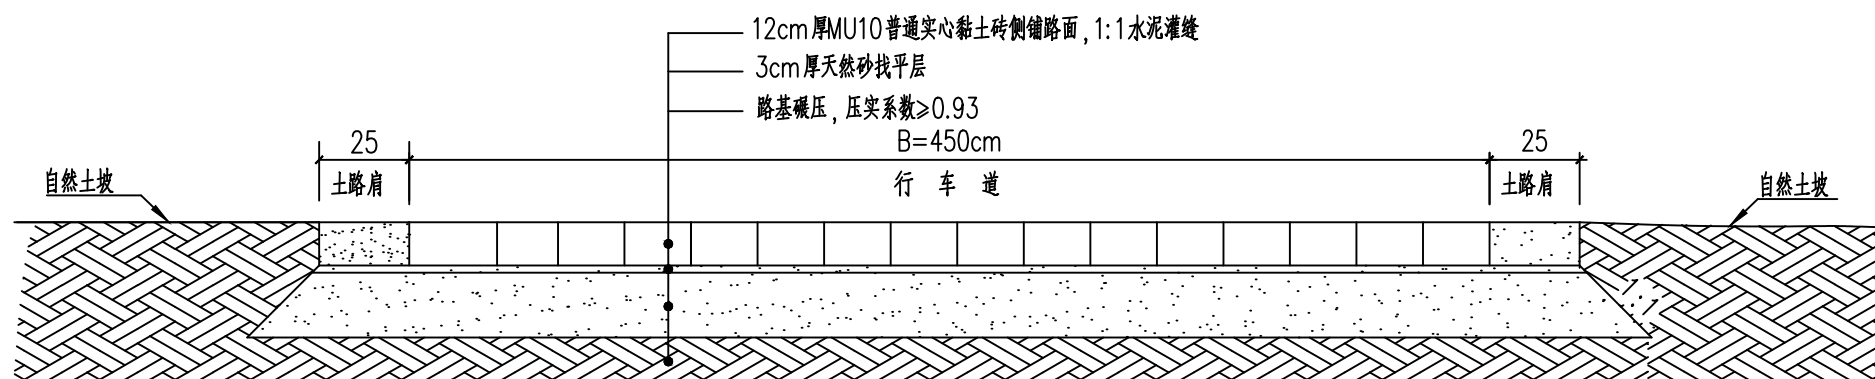 12cm厚MU10普通实心黏土砖侧铺路面,1:1水泥灌缝
3cm厚天然砂找平层
路基碾压,压实系数≥0.93
25
B=450cm
25
自然土坡
土路肩
行车道
土路肩
自然土坡